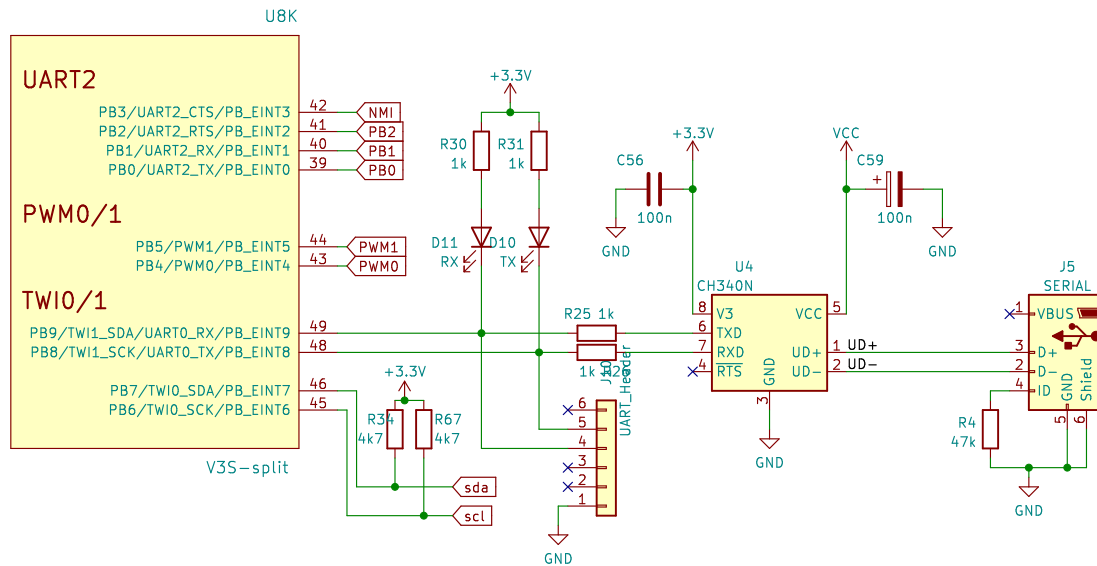 U8K
UART2
PB3/UART2_CTS/PB_EINT3 42 NMI
PB2/UART2_RTS/PB_EINT2 41 PB2
PB1/UART2_RX/PB_EINT1 40 PB1
PB0/UART2_TX/PB_EINT0 39 PB0
PWM0/1
PB5/PWM1/PB_EINT5 44 PWM1
PB4/PWM0/PB_EINT4 43 PWM0
TWI0/1
PB9/TWI1_SDA/UART0_RX/PB_EINT9 49
PB8/TWI1_SCK/UART0_TX/PB_EINT8 48
PB7/TWI0_SDA/PB_EINT7 46
PB6/TWI0_SCK/PB_EINT6 45
V3S-split
+3.3V
R30
1k
R31
1k
D11
RX
D10
TX
R25 1k
1k R26
+3.3V
R34
4k7
R67
4k7
sda
scl
J10
UART_Header
6
5
4
3
2
1
GND
+3.3V
C56
100n
GND
VCC
C59
+
100n
GND
U4
CH340N
8 V3
6 TXD
7 RXD
4 RTS
VCC 5
UD+ 1
UD- 2
GND
3
GND
UD+
UD-
J5
SERIAL
1 VBUS
3 D+
2 D-
4 ID
GND
Shield
5
6
R4
47k
GND